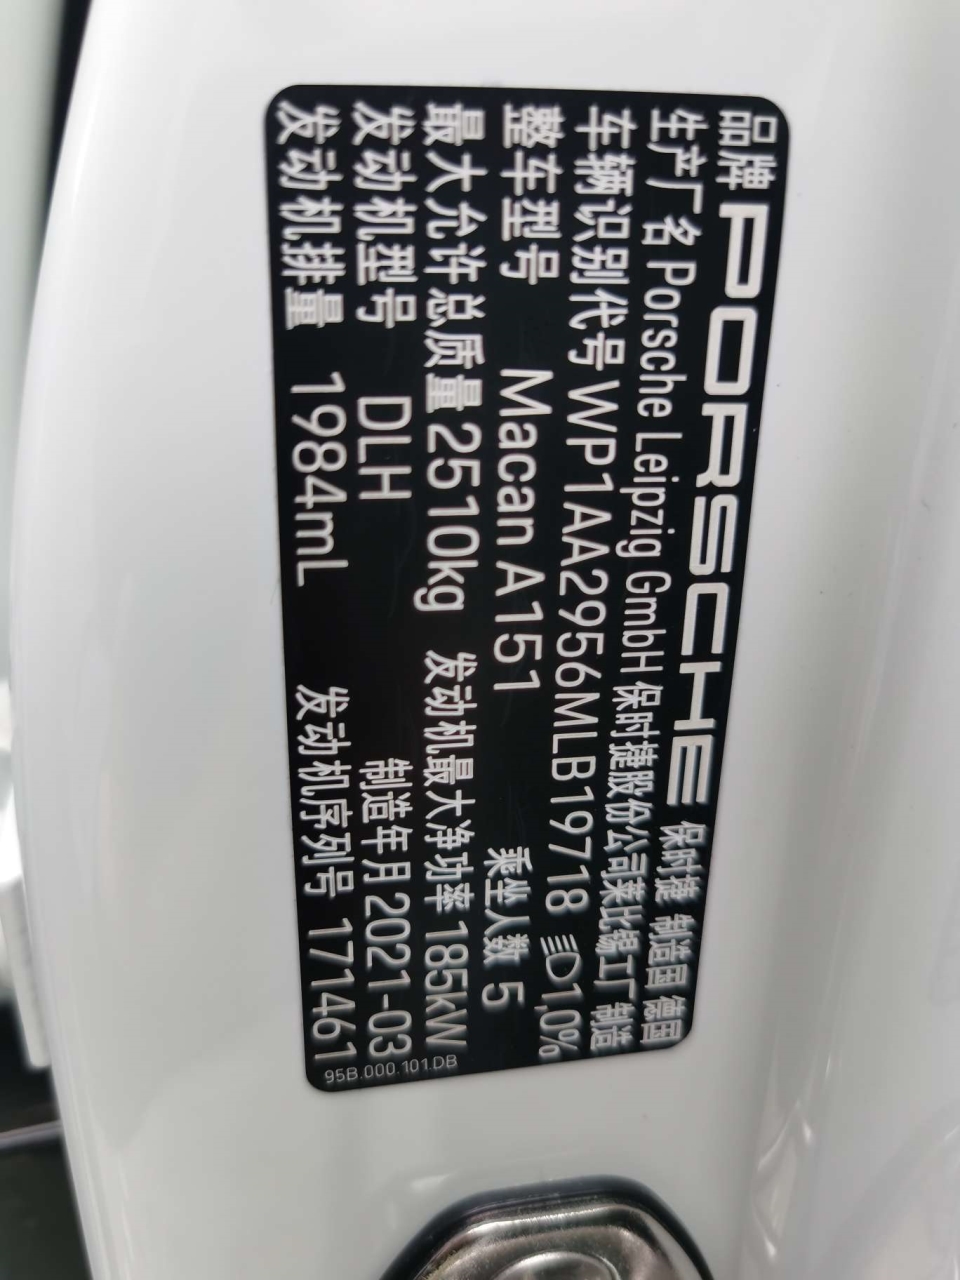 品牌 PORSCHE 保时捷 制造国 德国
生产厂名 Porsche Leipzig GmbH 保时捷股份公司莱比锡工厂 制造
车辆识别代号 WP1AA2956MLB19718 1,0%
整车型号 Macan A151 乘坐人数 5
最大允许总质量 2510kg 发动机最大净功率 185kW
发动机型号 DLH 制造年月 2021-03
发动机排量 1984mL 发动机序列号 171461
95B.000.101.DB